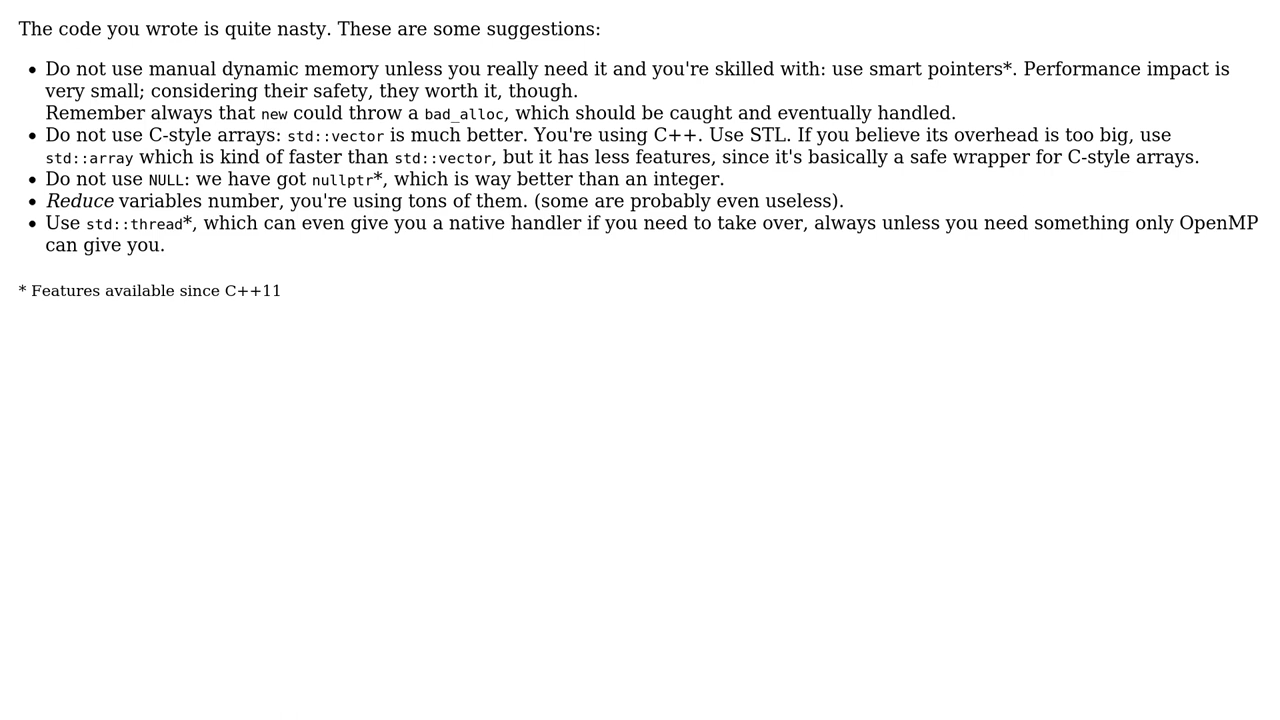 The code you wrote is quite nasty. These are some suggestions:
• Do not use manual dynamic memory unless you really need it and you're skilled with: use smart pointers*. Performance impact is
very small; considering their safety, they worth it, though.
Remember always that new could throw a bad_alloc, which should be caught and eventually handled.
• Do not use C-style arrays: std::vector is much better. You're using C++. Use STL. If you believe its overhead is too big, use
std::array which is kind of faster than std::vector, but it has less features, since it's basically a safe wrapper for C-style arrays.
• Do not use NULL: we have got nullptr*, which is way better than an integer.
• Reduce variables number, you're using tons of them. (some are probably even useless).
• Use std::thread*, which can even give you a native handler if you need to take over, always unless you need something only OpenMP
can give you.
* Features available since C++11